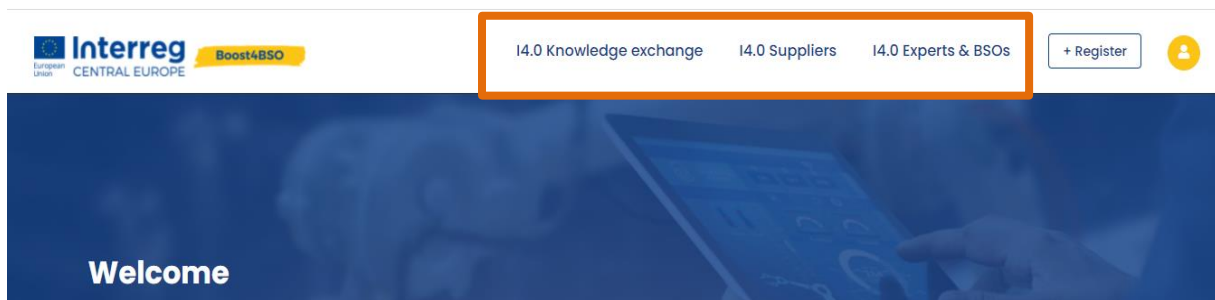 Interreg
Boost4BSO
European
Union
CENTRAL EUROPE
I4.0 Knowledge exchange
I4.0 Suppliers
I4.0 Experts & BSOs
+ Register
Welcome